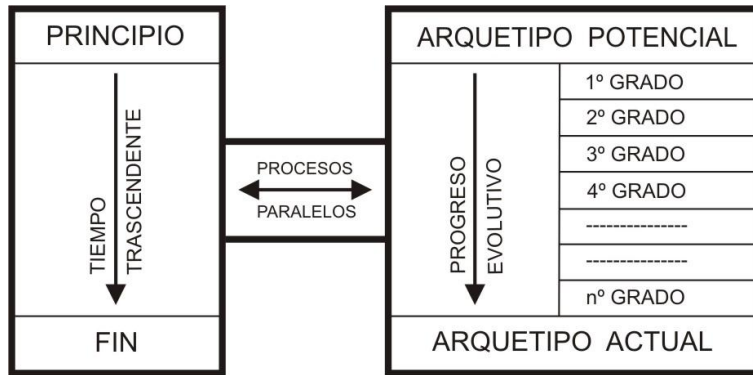 PRINCIPIO
TIEMPO
TRASCENDENTE
FIN
PROCESOS
PARALELOS
ARQUETIPO POTENCIAL
PROGRESO
EVOLUTIVO
1º GRADO
2º GRADO
3º GRADO
4º GRADO
---------------
---------------
nº GRADO
ARQUETIPO ACTUAL